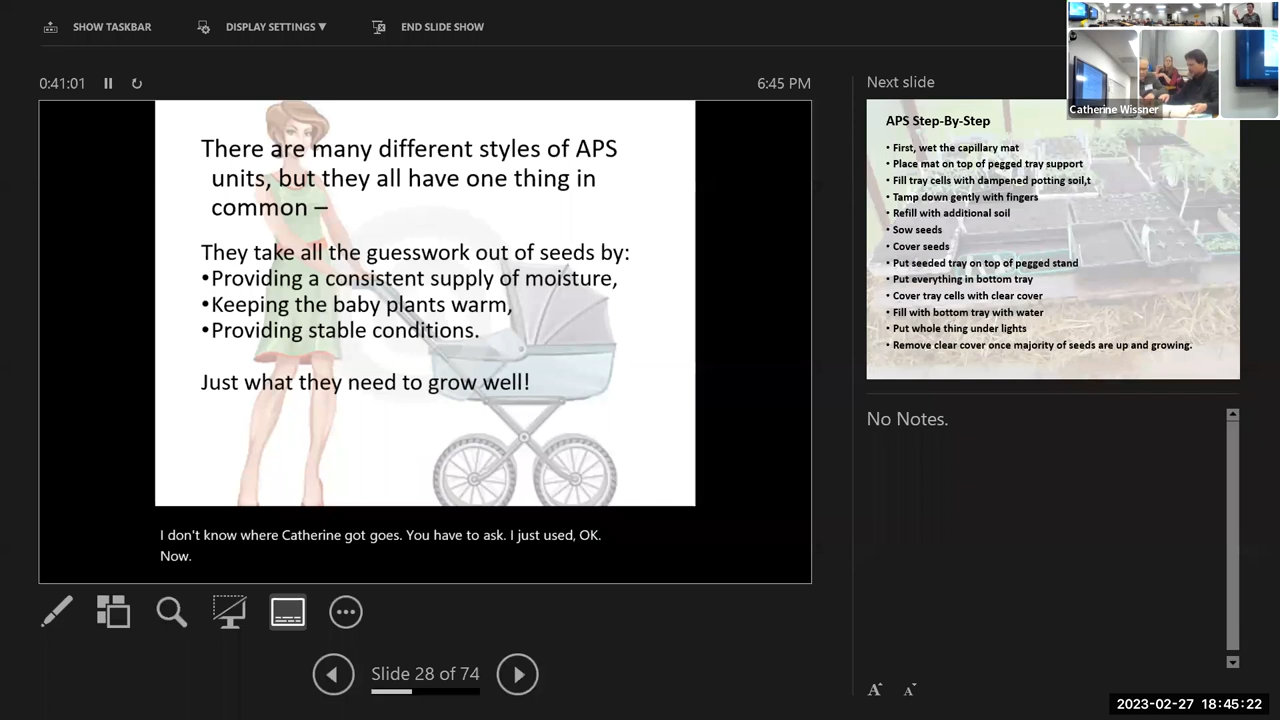 SHOW TASKBAR
DISPLAY SETTINGS ▼
END SLIDE SHOW
0:41:01
6:45 PM
There are many different styles of APS
units, but they all have one thing in
common –
They take all the guesswork out of seeds by:
•Providing a consistent supply of moisture,
•Keeping the baby plants warm,
•Providing stable conditions.
Just what they need to grow well!
I don't know where Catherine got goes. You have to ask. I just used, OK.
Now.
Slide 28 of 74
Next slide
Catherine Wissner
APS Step-By-Step
• First, wet the capillary mat
• Place mat on top of pegged tray support
• Fill tray cells with dampened potting soil,t
• Tamp down gently with fingers
• Refill with additional soil
• Sow seeds
• Cover seeds
• Put seeded tray on top of pegged stand
• Put everything in bottom tray
• Cover tray cells with clear cover
• Fill with bottom tray with water
• Put whole thing under lights
• Remove clear cover once majority of seeds are up and growing.
No Notes.
A A
2023-02-27 18:45:22